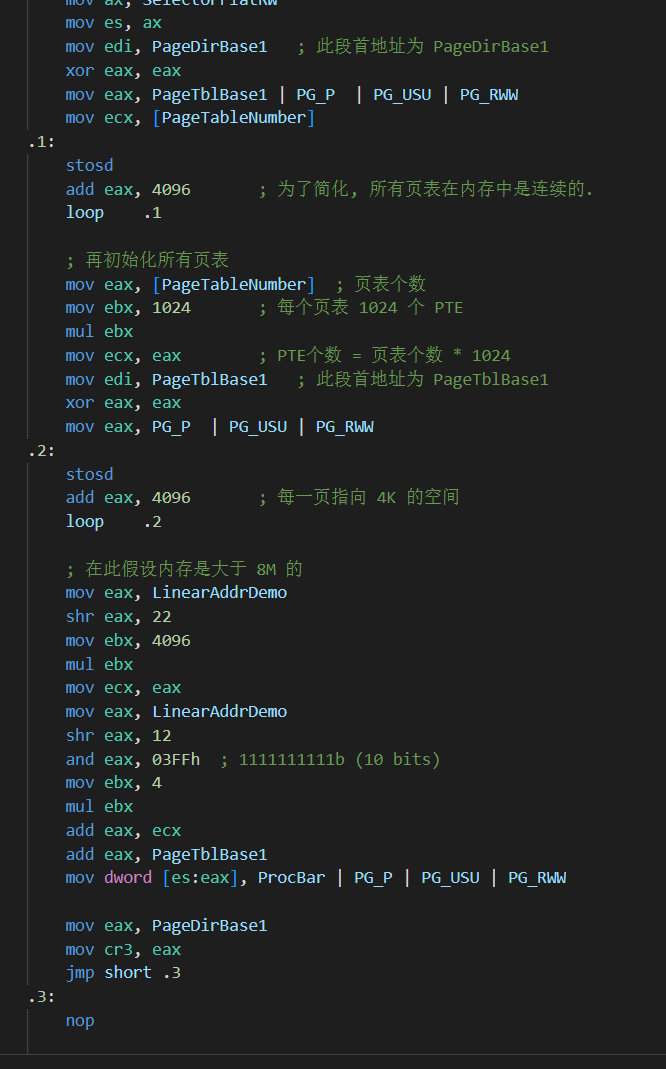 mov ax, SelectorFlatRW
mov es, ax
mov edi, PageDirBase1 ; 此段首地址为 PageDirBase1
xor eax, eax
mov eax, PageTblBase1 | PG_P | PG_USU | PG_RWW
mov ecx, [PageTableNumber]
.1:
stosd
add eax, 4096 ; 为了简化, 所有页表在内存中是连续的.
loop .1
; 再初始化所有页表
mov eax, [PageTableNumber] ; 页表个数
mov ebx, 1024 ; 每个页表 1024 个 PTE
mul ebx
mov ecx, eax ; PTE个数 = 页表个数 * 1024
mov edi, PageTblBase1 ; 此段首地址为 PageTblBase1
xor eax, eax
mov eax, PG_P | PG_USU | PG_RWW
.2:
stosd
add eax, 4096 ; 每一页指向 4K 的空间
loop .2
; 在此假设内存是大于 8M 的
mov eax, LinearAddrDemo
shr eax, 22
mov ebx, 4096
mul ebx
mov ecx, eax
mov eax, LinearAddrDemo
shr eax, 12
and eax, 03FFh ; 1111111111b (10 bits)
mov ebx, 4
mul ebx
add eax, ecx
add eax, PageTblBase1
mov dword [es:eax], ProcBar | PG_P | PG_USU | PG_RWW
mov eax, PageDirBase1
mov cr3, eax
jmp short .3
.3:
nop